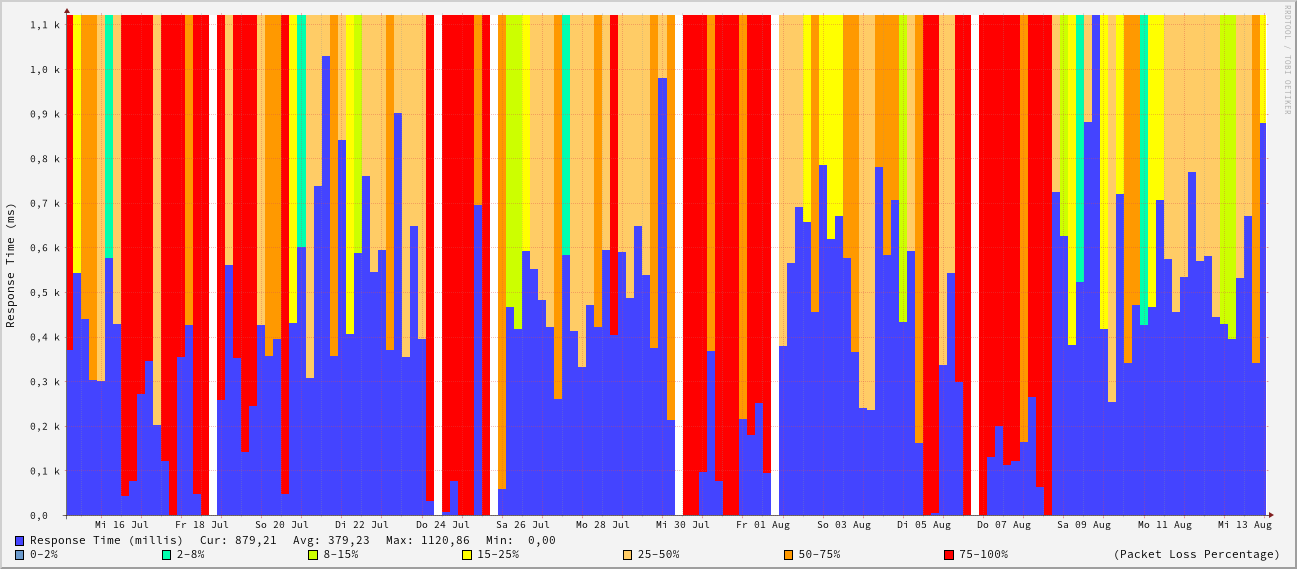 RRDTOOL / TOBI OETIKER
Response Time (ms)
1,1 k
1,0 k
0,9 k
0,8 k
0,7 k
0,6 k
0,5 k
0,4 k
0,3 k
0,2 k
0,1 k
0,0
Mi 16 Jul Fr 18 Jul So 20 Jul Di 22 Jul Do 24 Jul Sa 26 Jul Mo 28 Jul Mi 30 Jul Fr 01 Aug So 03 Aug Di 05 Aug Do 07 Aug Sa 09 Aug Mo 11 Aug Mi 13 Aug
Response Time (millis) Cur: 879,21 Avg: 379,23 Max: 1120,86 Min: 0,00
0-2% 2-8% 8-15% 15-25% 25-50% 50-75% 75-100% (Packet Loss Percentage)